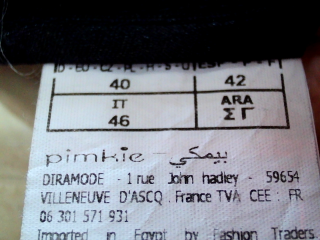 40 42
IT ARA
46 ΣΓ
pimkie بيمكي
DIRAMODE - 1 rue John hadley - 59654
VILLENEUVE D'ASCQ . France TVA CEE : FR
06 301 571 931
Imported in Egypt by Fashion Traders